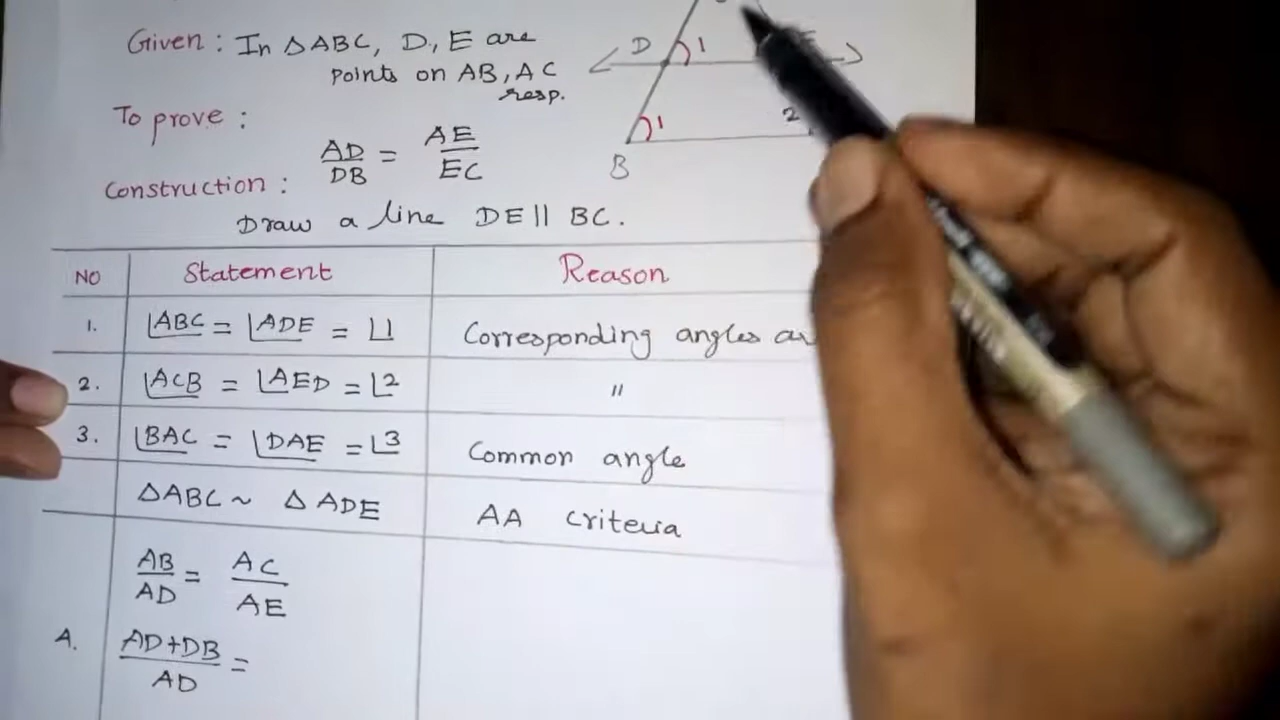 Given : In △ABC, D, E are
points on AB, AC
resp.
To prove :
AD/DB = AE/EC
Construction :
Draw a line DE || BC.
D 1 E
B 1 2
NO Statement Reason
1. ∠ABC = ∠ADE = ∠1 Corresponding angles
2. ∠ACB = ∠AED = ∠2 "
3. ∠BAC = ∠DAE = ∠3 Common angle
△ABC ~ △ADE AA criteria
AB/AD = AC/AE
4. AD+DB/AD =